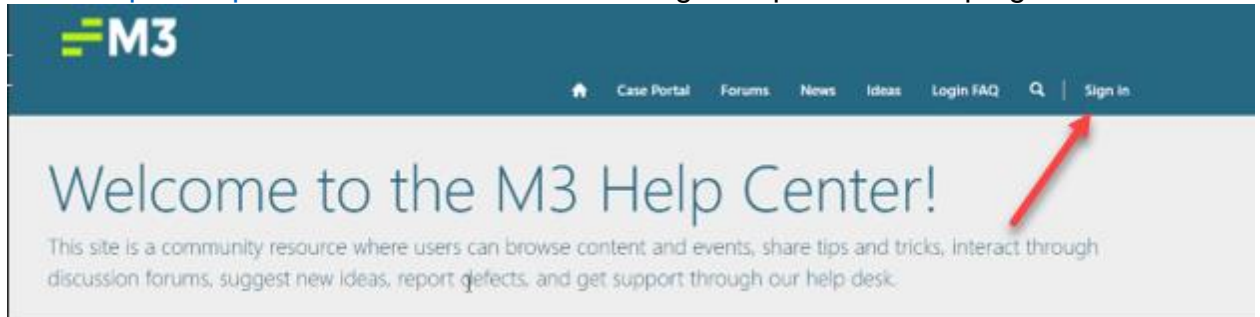 M3
Case Portal Forums News Ideas Login FAQ Sign in
Welcome to the M3 Help Center!
This site is a community resource where users can browse content and events, share tips and tricks, interact through
discussion forums, suggest new ideas, report defects, and get support through our help desk.